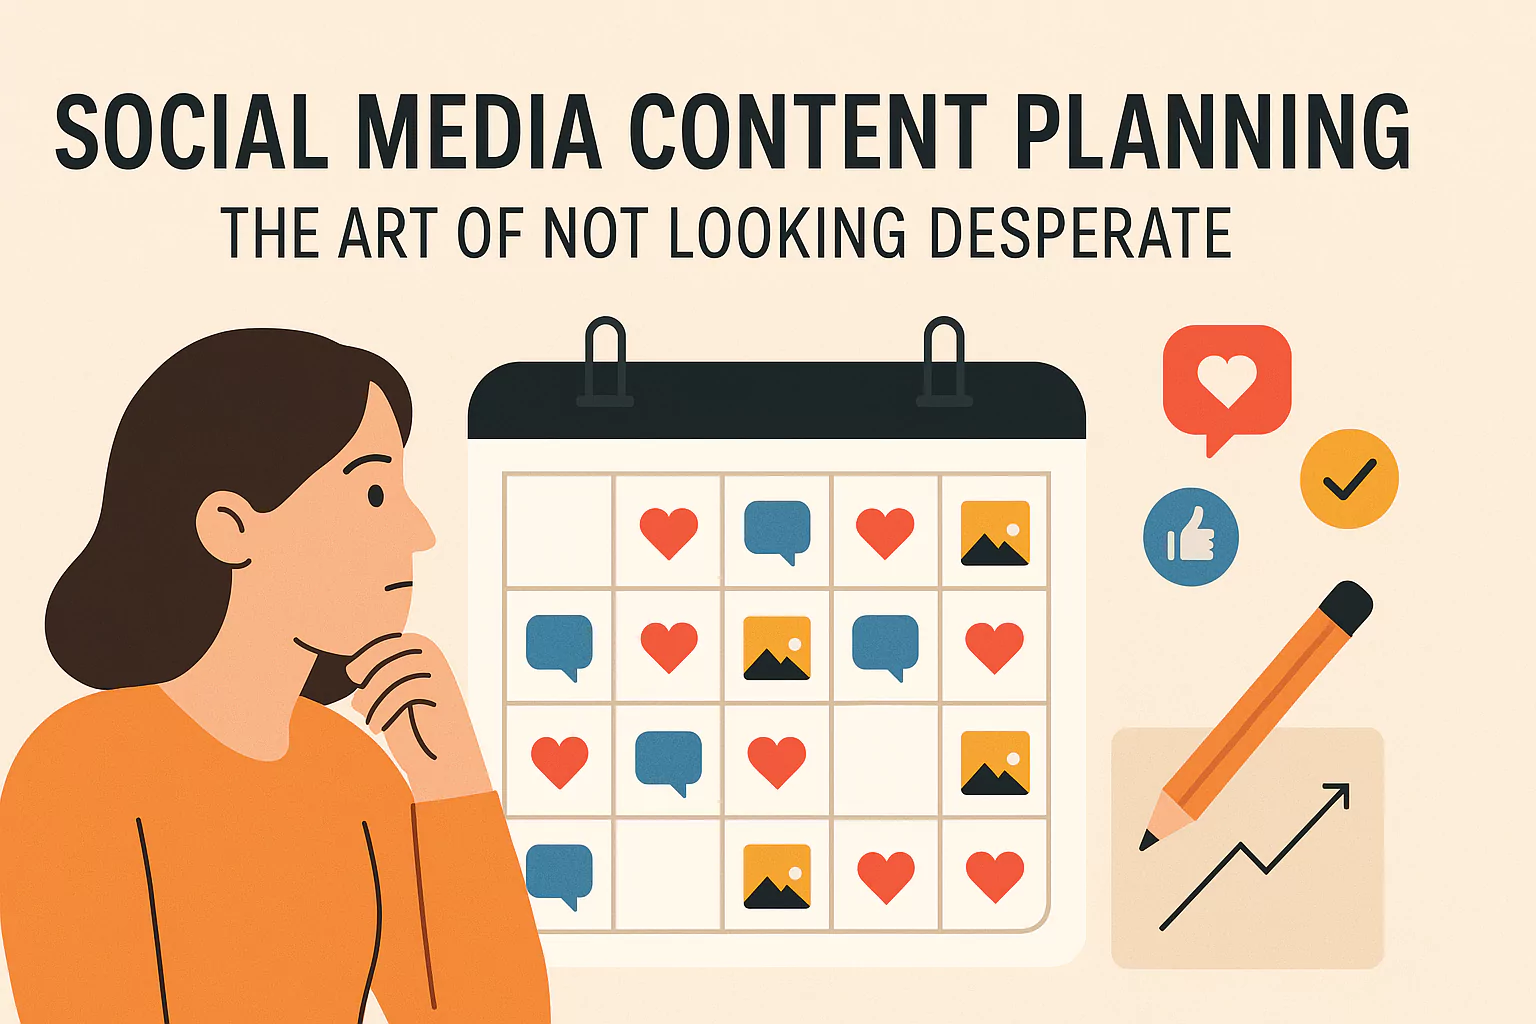 SOCIAL MEDIA CONTENT PLANNING
THE ART OF NOT LOOKING DESPERATE